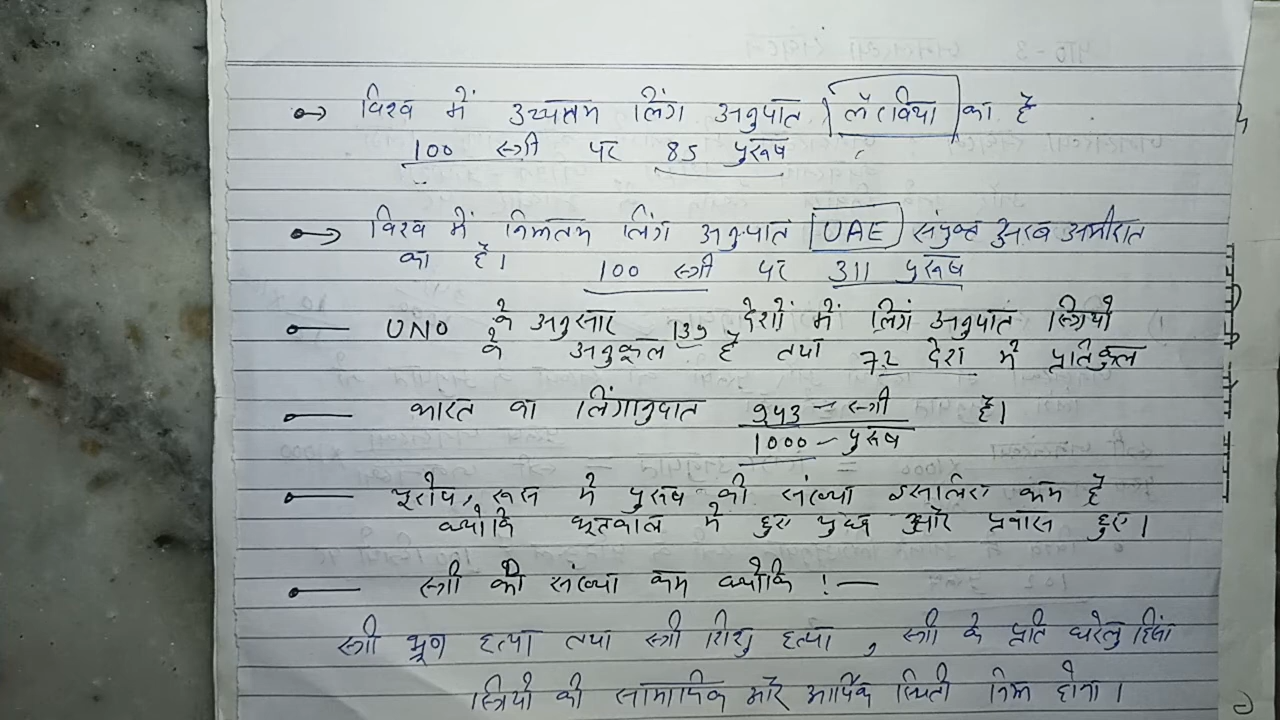 विश्व में उच्चतम लिंग अनुपात लॅटविया का है
100 स्त्री पर 85 पुरूष
विश्व में निम्नतम लिंग अनुपात UAE संयुक्त अरब अमीरात
का है। 100 स्त्री पर 311 पुरूष
UNO के अनुसार 139 देशों में लिंग अनुपात स्त्रियो
के अनुकूल है तथा 72 देशो में प्रतिकुल
भारत का लिंगानुपात 943 - स्त्री है।
1000 - पुरूष
यूरोप, रूस में पुरूष की संख्या इसलिए कम है
क्योकि भूतकाल में हुए युध्द और प्रवास हुए।
स्त्री की संख्या कम क्योकि ! —
स्त्री भ्रूण हत्या तथा स्त्री शिशु हत्या, स्त्री के प्रति घरेलु हिंसा
स्त्रियो की सामाजिक और आर्थिक स्थिती निम्न होना।